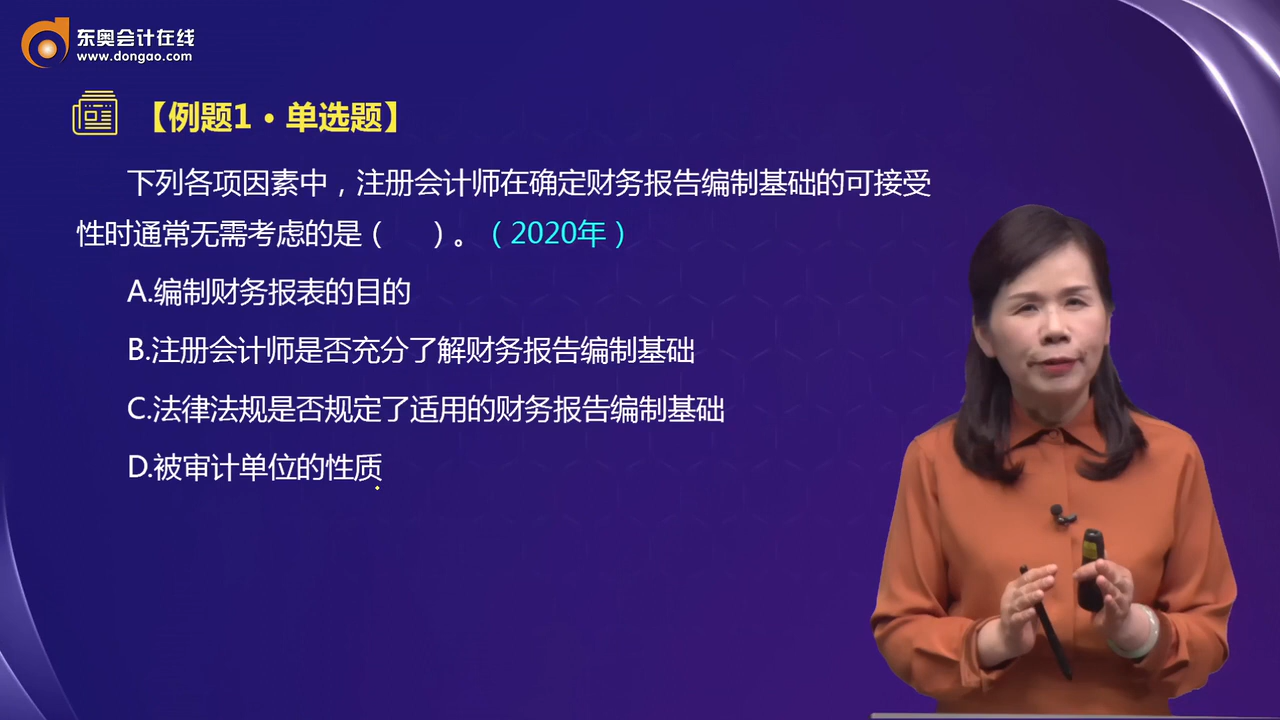 东奥会计在线
www.dongao.com
【例题1·单选题】
下列各项因素中，注册会计师在确定财务报告编制基础的可接受
性时通常无需考虑的是（　　）。（2020年）
A.编制财务报表的目的
B.注册会计师是否充分了解财务报告编制基础
C.法律法规是否规定了适用的财务报告编制基础
D.被审计单位的性质